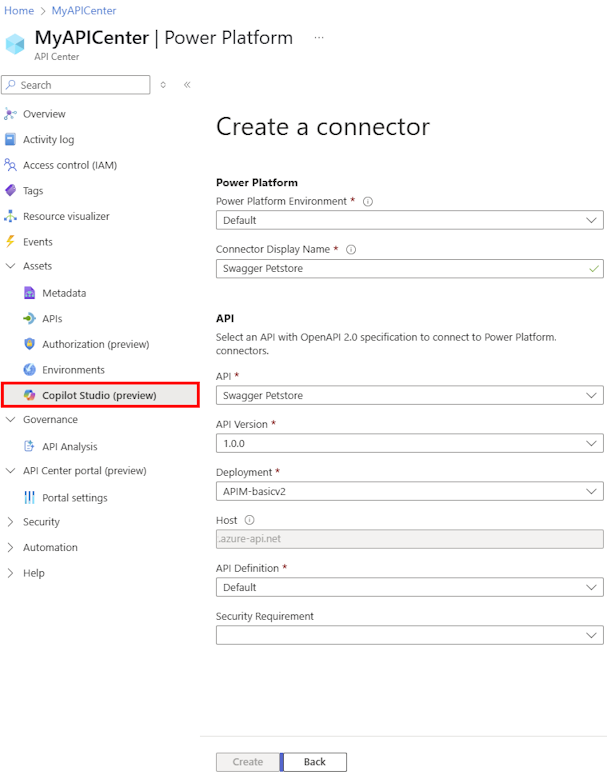 Home > MyAPICenter
MyAPICenter | Power Platform ...
API Center
Search
Overview
Activity log
Access control (IAM)
Tags
Resource visualizer
Events
Assets
Metadata
APIs
Authorization (preview)
Environments
Copilot Studio (preview)
Governance
API Analysis
API Center portal (preview)
Portal settings
Security
Automation
Help
Create a connector
Power Platform
Power Platform Environment *
Default
Connector Display Name *
Swagger Petstore
API
Select an API with OpenAPI 2.0 specification to connect to Power Platform.
connectors.
API *
Swagger Petstore
API Version *
1.0.0
Deployment *
APIM-basicv2
Host
.azure-api.net
API Definition *
Default
Security Requirement
Create
Back